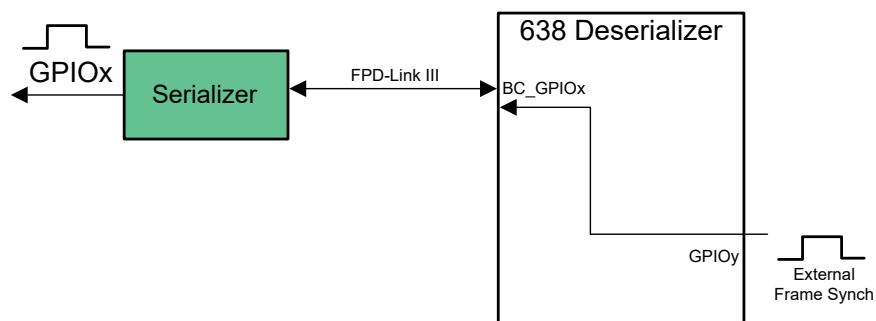 638 Deserializer
GPIOx
Serializer
FPD-Link III
BC_GPIOx
GPIOy
External
Frame Synch